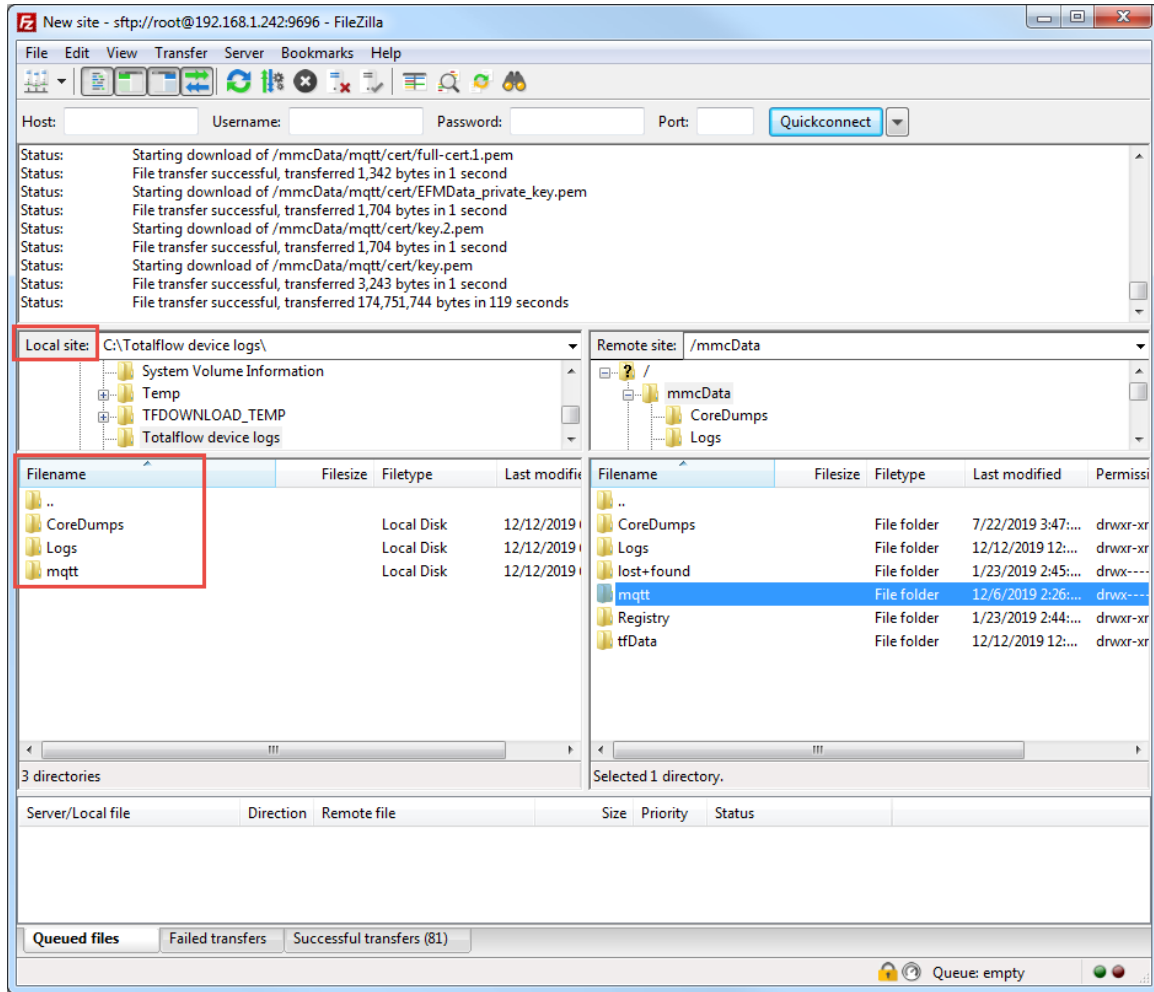 New site - sftp://root@192.168.1.242:9696 - FileZilla
File Edit View Transfer Server Bookmarks Help
Host: Username: Password: Port: Quickconnect
Status: Starting download of /mmcData/mqtt/cert/full-cert.1.pem
Status: File transfer successful, transferred 1,342 bytes in 1 second
Status: Starting download of /mmcData/mqtt/cert/EFMData_private_key.pem
Status: File transfer successful, transferred 1,704 bytes in 1 second
Status: Starting download of /mmcData/mqtt/cert/key.2.pem
Status: File transfer successful, transferred 1,704 bytes in 1 second
Status: Starting download of /mmcData/mqtt/cert/key.pem
Status: File transfer successful, transferred 3,243 bytes in 1 second
Status: File transfer successful, transferred 174,751,744 bytes in 119 seconds
Local site: C:\Totalflow device logs\
System Volume Information
Temp
TFDOWNLOAD_TEMP
Totalflow device logs
Filename Filesize Filetype Last modifie
..
CoreDumps Local Disk 12/12/2019
Logs Local Disk 12/12/2019
mqtt Local Disk 12/12/2019
3 directories
Remote site: /mmcData
/
mmcData
CoreDumps
Logs
Filename Filesize Filetype Last modified Permissi
..
CoreDumps File folder 7/22/2019 3:47:... drwxr-xr
Logs File folder 12/12/2019 12:... drwxr-xr
lost+found File folder 1/23/2019 2:45:... drwx----
mqtt File folder 12/6/2019 2:26:... drwx----
Registry File folder 1/23/2019 2:44:... drwxr-xr
tfData File folder 12/12/2019 12:... drwxr-xr
Selected 1 directory.
Server/Local file Direction Remote file Size Priority Status
Queued files Failed transfers Successful transfers (81)
Queue: empty